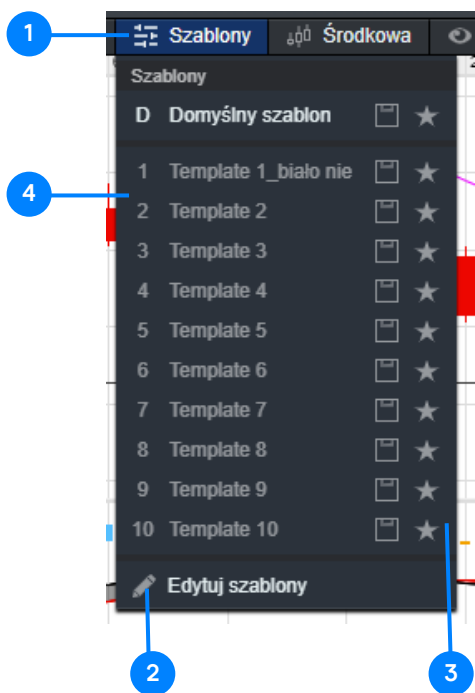 1 Szablony Środkowa
Szablony
D Domyślny szablon
1 Template 1_biało nie
4
2 Template 2
3 Template 3
4 Template 4
5 Template 5
6 Template 6
7 Template 7
8 Template 8
9 Template 9
10 Template 10
Edytuj szablony
2 3